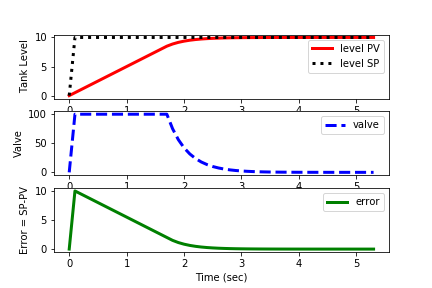 Tank Level
10
5
0
level PV
level SP
0 1 2 3 4 5
Valve
100
50
0
valve
0 1 2 3 4 5
Error = SP-PV
10
5
0
error
0 1 2 3 4 5
Time (sec)